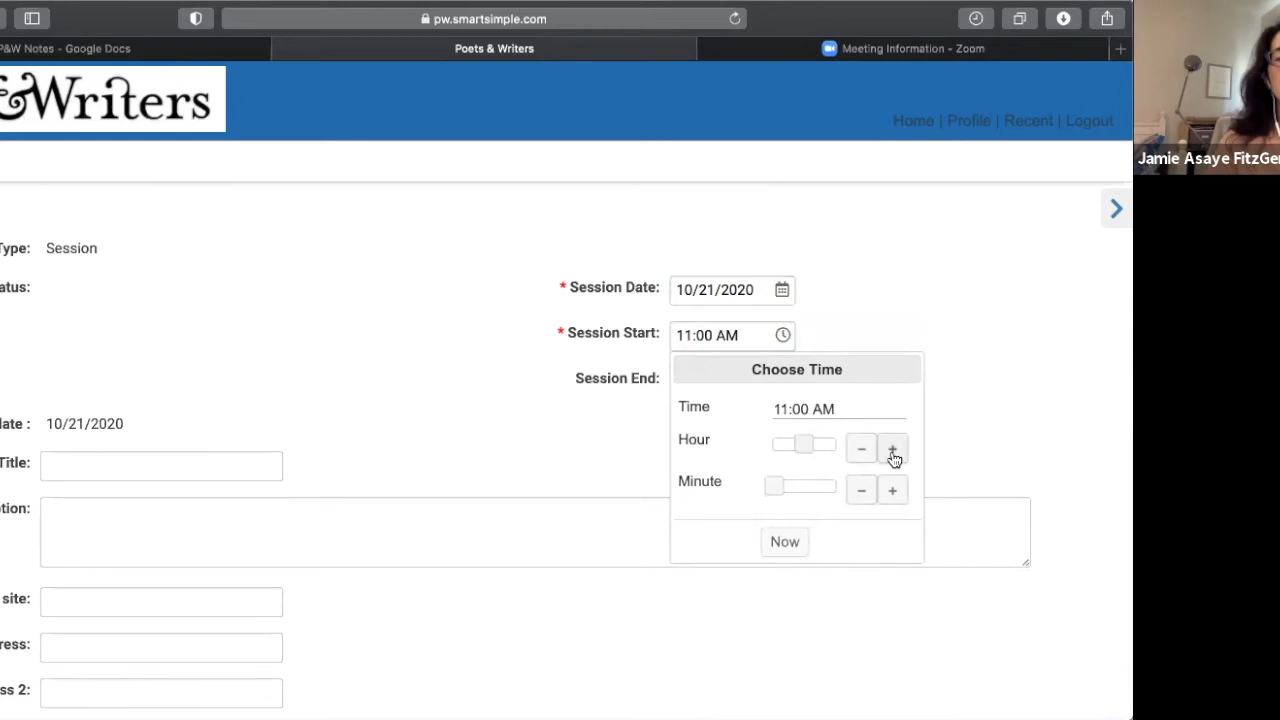 pw.smartsimple.com
P&W Notes - Google Docs
Poets & Writers
Meeting Information - Zoom
&Writers
Home | Profile | Recent | Logout
Jamie Asaye FitzGer
Type: Session
atus:
* Session Date: 10/21/2020
* Session Start: 11:00 AM
Session End:
Choose Time
Time 11:00 AM
Hour - +
Minute - +
Now
late : 10/21/2020
Title:
ption:
site:
ress:
ss 2: